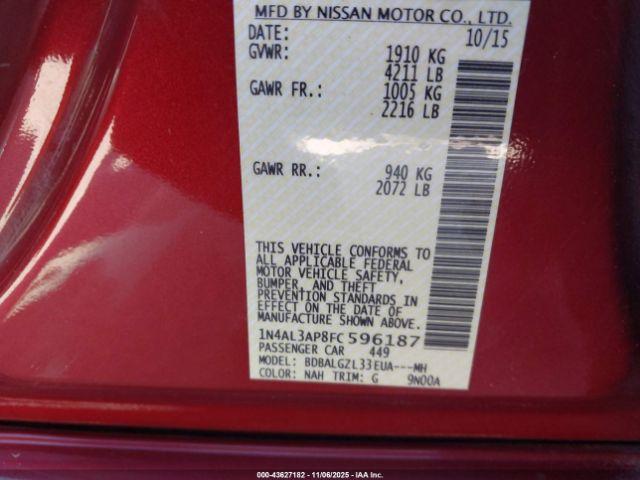 MFD BY NISSAN MOTOR CO., LTD.
DATE: 10/15
GVWR: 1910 KG
4211 LB
GAWR FR.: 1005 KG
2216 LB
GAWR RR.: 940 KG
2072 LB
THIS VEHICLE CONFORMS TO
ALL APPLICABLE FEDERAL
MOTOR VEHICLE SAFETY,
BUMPER, AND THEFT
PREVENTION STANDARDS IN
EFFECT ON THE DATE OF
MANUFACTURE SHOWN ABOVE.
1N4AL3AP8FC596187
PASSENGER CAR 449
MODEL: BDBALGZL33EUA---MH
COLOR: NAH TRIM: G 9N00A
000-43627182 - 11/06/2025 - IAA Inc.